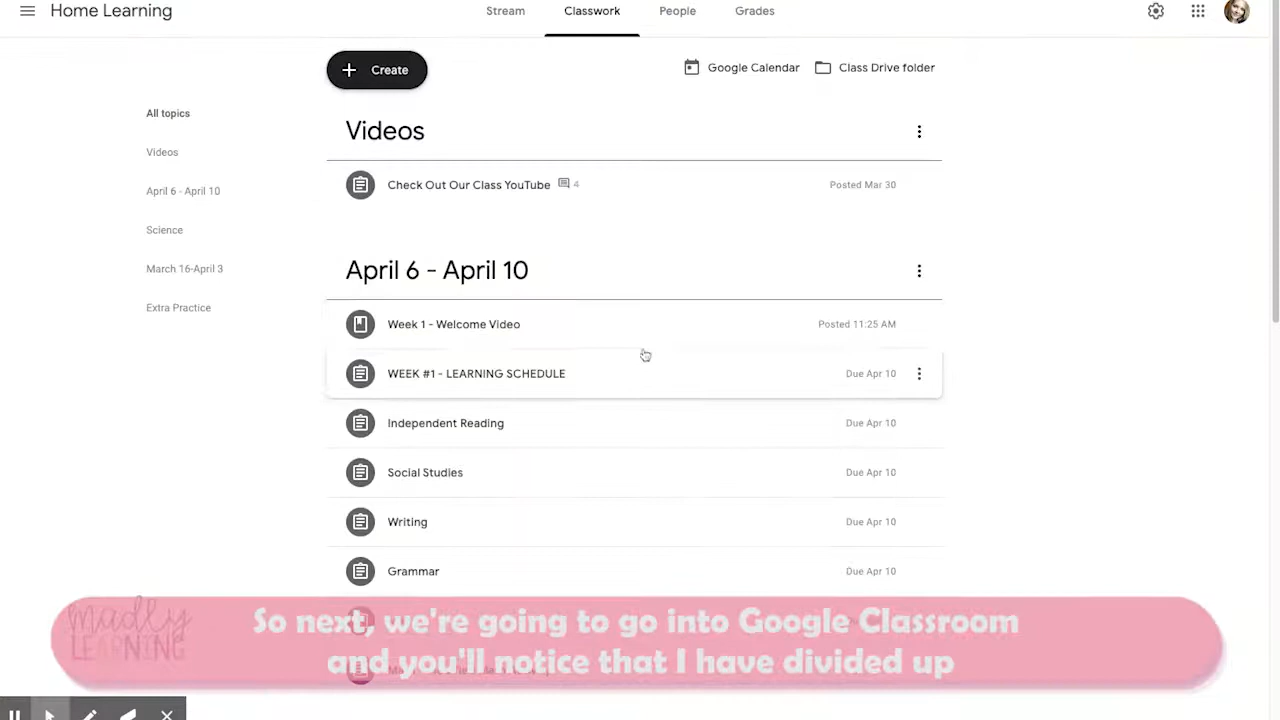 Home Learning
Stream Classwork People Grades
Create
Google Calendar Class Drive folder
All topics
Videos
April 6 - April 10
Science
March 16-April 3
Extra Practice
Videos
Check Out Our Class YouTube 4 Posted Mar 30
April 6 - April 10
Week 1 - Welcome Video Posted 11:25 AM
WEEK #1 - LEARNING SCHEDULE Due Apr 10
Independent Reading Due Apr 10
Social Studies Due Apr 10
Writing Due Apr 10
Grammar Due Apr 10
madly
LEARNING
So next, we're going to go into Google Classroom
and you'll notice that I have divided up